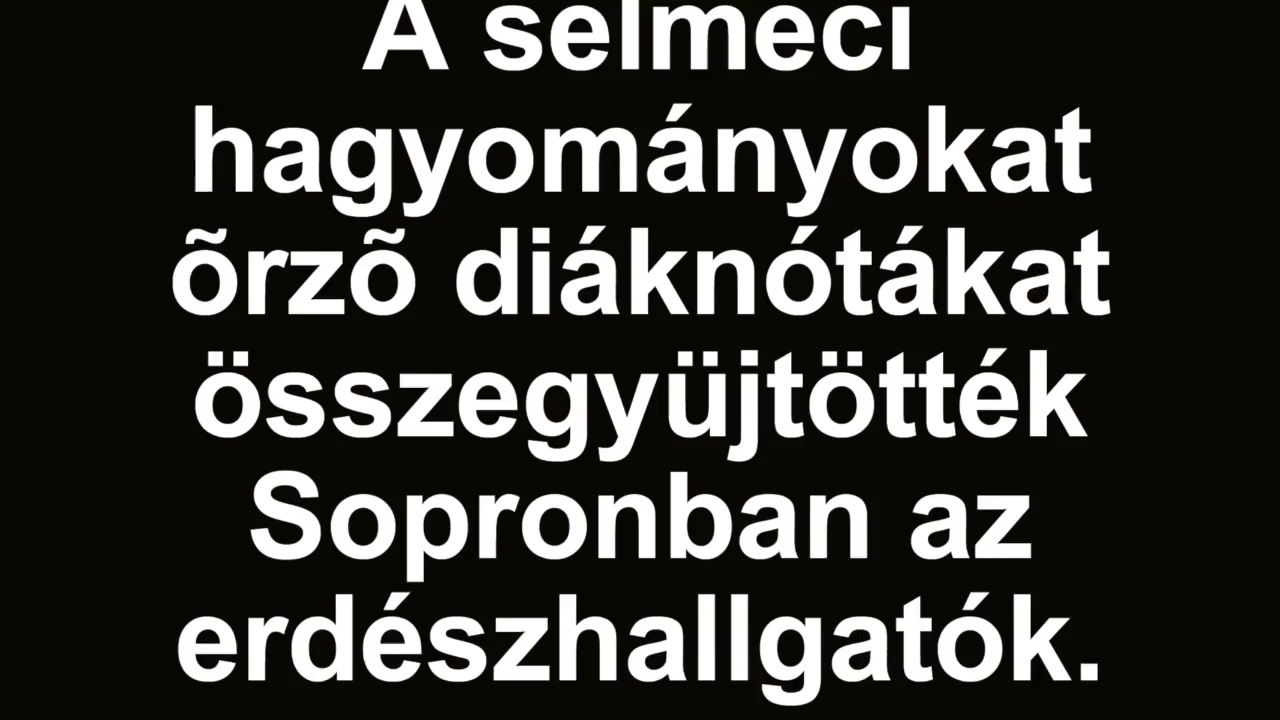 A selmeci
hagyományokat
õrzõ diáknótákat
összegyüjtötték
Sopronban az
erdészhallgatók.